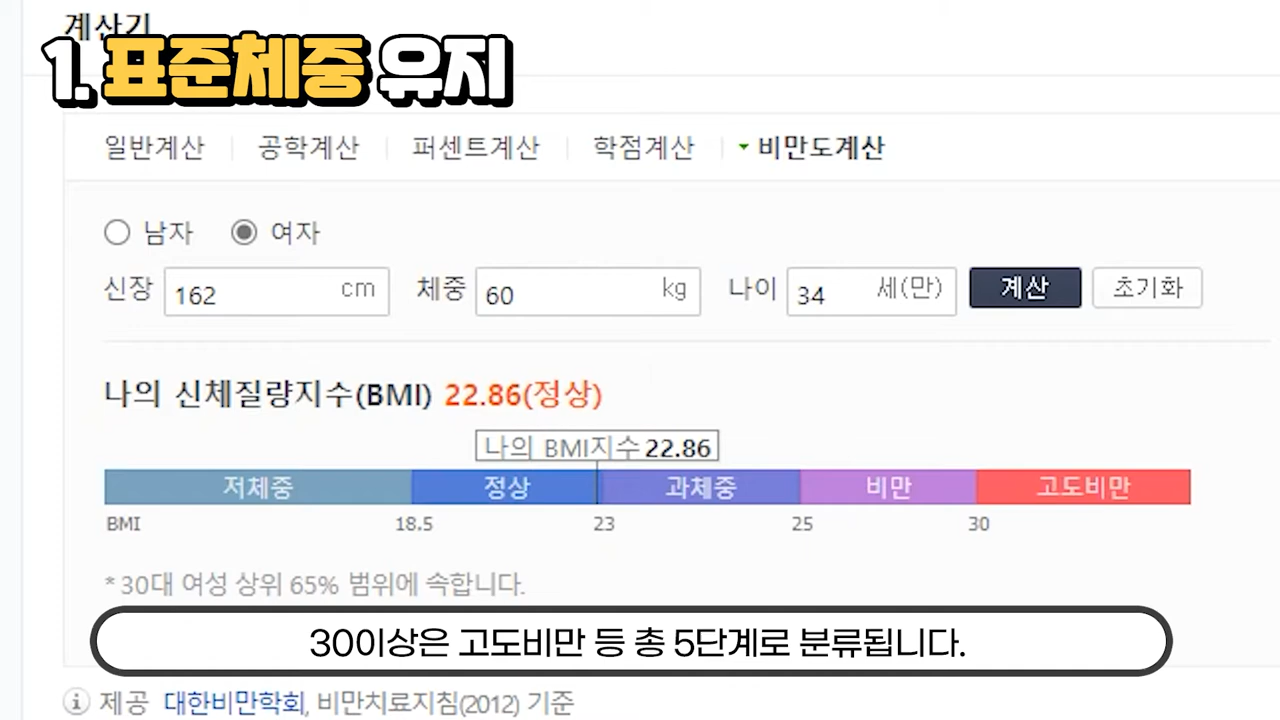 계산기
1. 표준체중 유지
일반계산 공학계산 퍼센트계산 학점계산 비만도계산
남자 여자
신장 162 cm 체중 60 kg 나이 34 세(만) 계산 초기화
나의 신체질량지수(BMI) 22.86(정상)
나의 BMI지수 22.86
저체중 정상 과체중 비만 고도비만
BMI 18.5 23 25 30
* 30대 여성 상위 65% 범위에 속합니다.
30이상은 고도비만 등 총 5단계로 분류됩니다.
제공 대한비만학회, 비만치료지침(2012) 기준